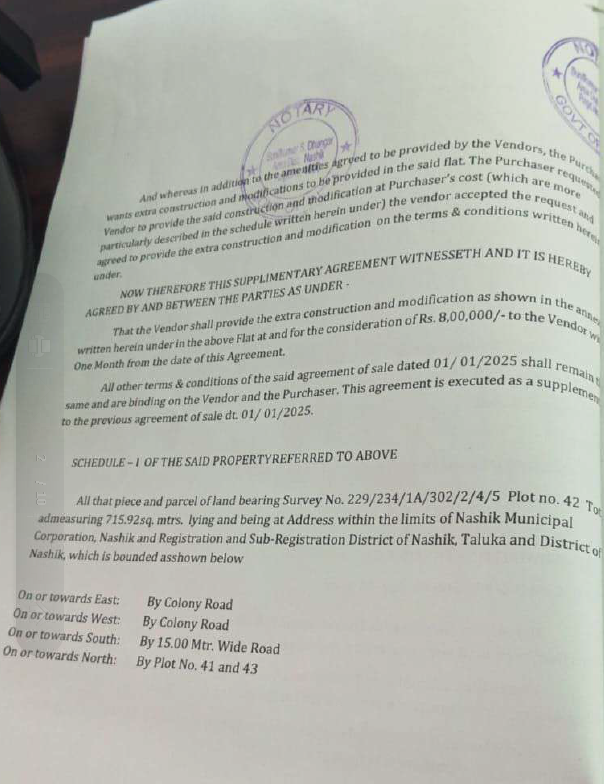 NOTARY
NOT
GOVT O
Nashik
And whereas in addition to the amenities agreed to be provided by the Vendors, the Purcha
wants extra construction and modifications to be provided in the said flat. The Purchaser requested
Vendor to provide the said construction and modification at Purchaser's cost (which are more
particularly described in the schedule written herein under) the vendor accepted the request and
agreed to provide the extra construction and modification on the terms & conditions written herei
under.
NOW THEREFORE THIS SUPPLIMENTARY AGREEMENT WITNESSETH AND IT IS HEREBY
AGREED BY AND BETWEEN THE PARTIES AS UNDER -
That the Vendor shall provide the extra construction and modification as shown in the anne
written herein under in the above Flat at and for the consideration of Rs. 8,00,000/- to the Vendor wi
One Month from the date of this Agreement.
All other terms & conditions of the said agreement of sale dated 01/ 01/2025 shall remain t
same and are binding on the Vendor and the Purchaser. This agreement is executed as a supplemen
to the previous agreement of sale dt. 01/ 01/2025.
SCHEDULE – I OF THE SAID PROPERTYREFERRED TO ABOVE
All that piece and parcel of land bearing Survey No. 229/234/1A/302/2/4/5 Plot no. 42 Tot
admeasuring 715.92sq. mtrs. lying and being at Address within the limits of Nashik Municipal
Corporation, Nashik and Registration and Sub-Registration District of Nashik, Taluka and District of
Nashik, which is bounded asshown below
On or towards East: By Colony Road
On or towards West: By Colony Road
On or towards South: By 15.00 Mtr. Wide Road
On or towards North: By Plot No. 41 and 43